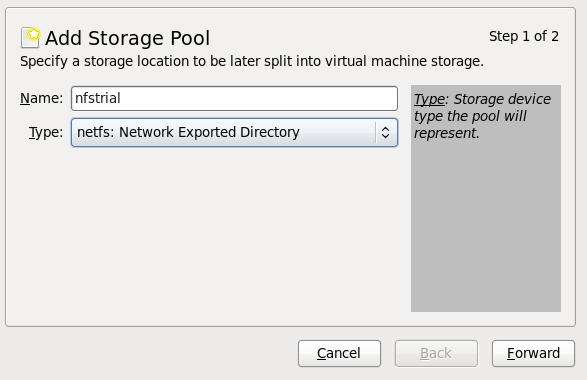 Add Storage Pool
Step 1 of 2
Specify a storage location to be later split into virtual machine storage.
Name: nfstrial
Type: netfs: Network Exported Directory
Type: Storage device
type the pool will
represent.
Cancel
Back
Forward